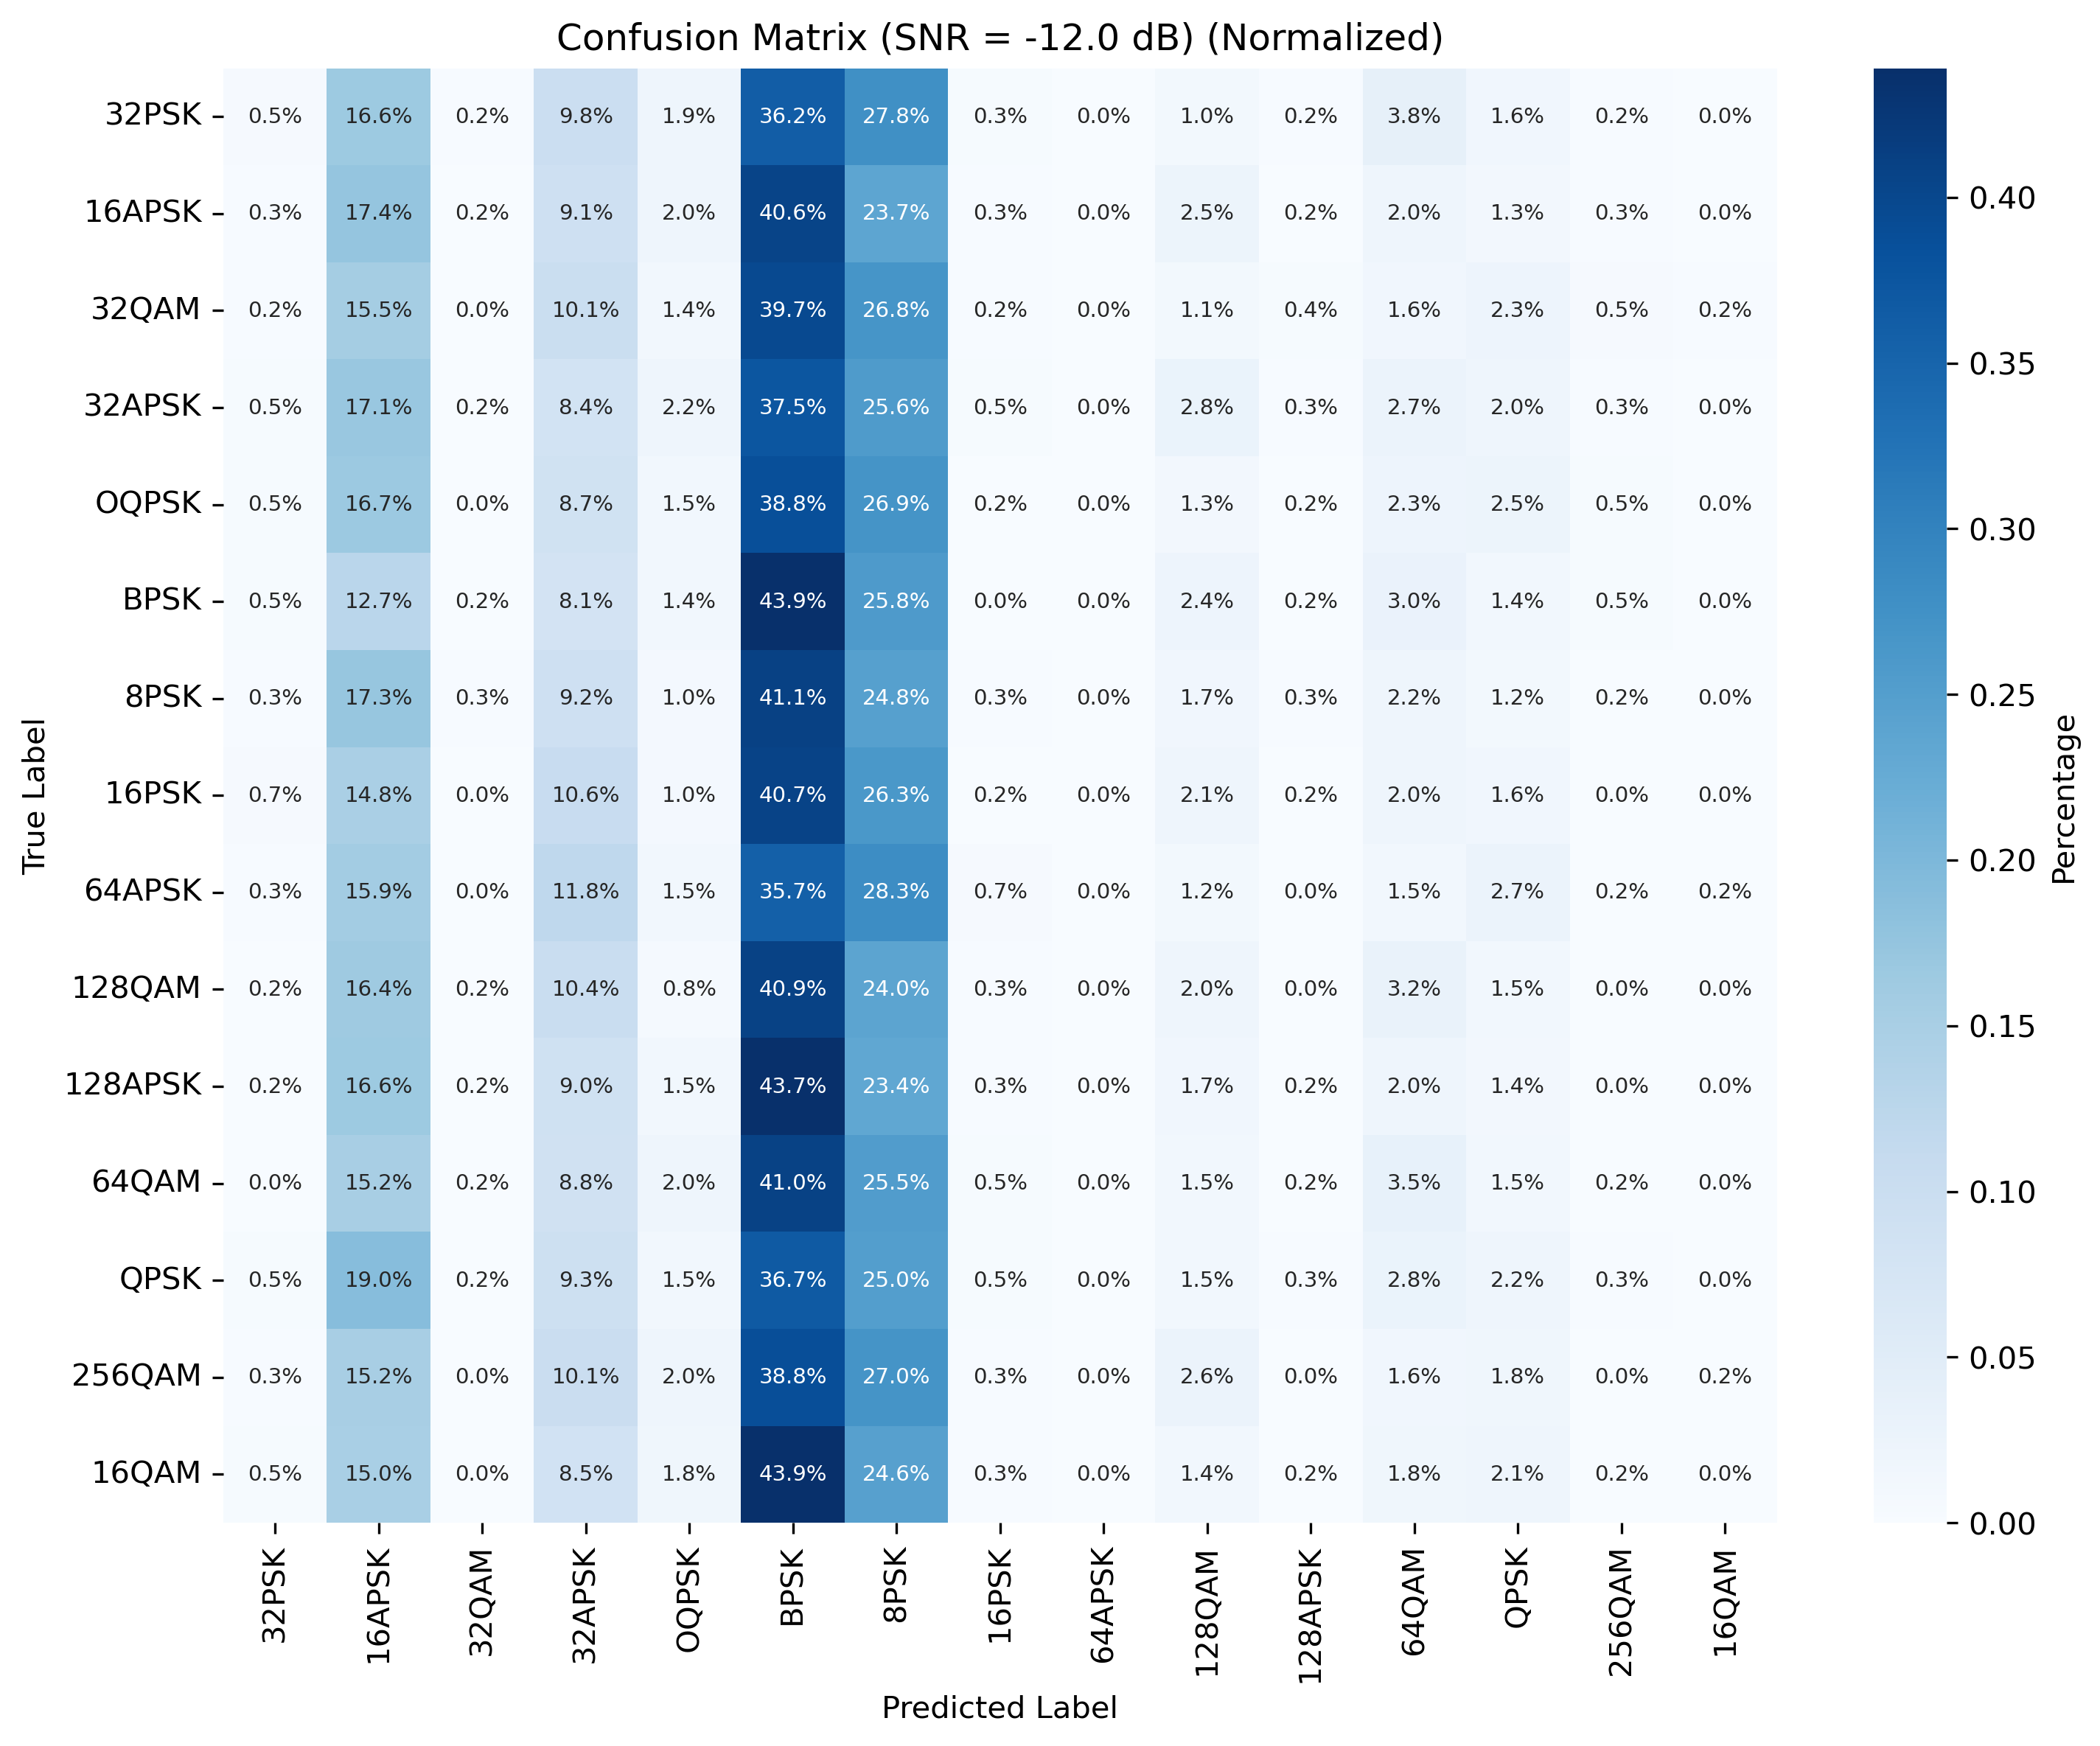 Confusion Matrix (SNR = -12.0 dB) (Normalized)
True Label
32PSK 0.5% 16.6% 0.2% 9.8% 1.9% 36.2% 27.8% 0.3% 0.0% 1.0% 0.2% 3.8% 1.6% 0.2% 0.0%
16APSK 0.3% 17.4% 0.2% 9.1% 2.0% 40.6% 23.7% 0.3% 0.0% 2.5% 0.2% 2.0% 1.3% 0.3% 0.0%
32QAM 0.2% 15.5% 0.0% 10.1% 1.4% 39.7% 26.8% 0.2% 0.0% 1.1% 0.4% 1.6% 2.3% 0.5% 0.2%
32APSK 0.5% 17.1% 0.2% 8.4% 2.2% 37.5% 25.6% 0.5% 0.0% 2.8% 0.3% 2.7% 2.0% 0.3% 0.0%
OQPSK 0.5% 16.7% 0.0% 8.7% 1.5% 38.8% 26.9% 0.2% 0.0% 1.3% 0.2% 2.3% 2.5% 0.5% 0.0%
BPSK 0.5% 12.7% 0.2% 8.1% 1.4% 43.9% 25.8% 0.0% 0.0% 2.4% 0.2% 3.0% 1.4% 0.5% 0.0%
8PSK 0.3% 17.3% 0.3% 9.2% 1.0% 41.1% 24.8% 0.3% 0.0% 1.7% 0.3% 2.2% 1.2% 0.2% 0.0%
16PSK 0.7% 14.8% 0.0% 10.6% 1.0% 40.7% 26.3% 0.2% 0.0% 2.1% 0.2% 2.0% 1.6% 0.0% 0.0%
64APSK 0.3% 15.9% 0.0% 11.8% 1.5% 35.7% 28.3% 0.7% 0.0% 1.2% 0.0% 1.5% 2.7% 0.2% 0.2%
128QAM 0.2% 16.4% 0.2% 10.4% 0.8% 40.9% 24.0% 0.3% 0.0% 2.0% 0.0% 3.2% 1.5% 0.0% 0.0%
128APSK 0.2% 16.6% 0.2% 9.0% 1.5% 43.7% 23.4% 0.3% 0.0% 1.7% 0.2% 2.0% 1.4% 0.0% 0.0%
64QAM 0.0% 15.2% 0.2% 8.8% 2.0% 41.0% 25.5% 0.5% 0.0% 1.5% 0.2% 3.5% 1.5% 0.2% 0.0%
QPSK 0.5% 19.0% 0.2% 9.3% 1.5% 36.7% 25.0% 0.5% 0.0% 1.5% 0.3% 2.8% 2.2% 0.3% 0.0%
256QAM 0.3% 15.2% 0.0% 10.1% 2.0% 38.8% 27.0% 0.3% 0.0% 2.6% 0.0% 1.6% 1.8% 0.0% 0.2%
16QAM 0.5% 15.0% 0.0% 8.5% 1.8% 43.9% 24.6% 0.3% 0.0% 1.4% 0.2% 1.8% 2.1% 0.2% 0.0%
32PSK 16APSK 32QAM 32APSK OQPSK BPSK 8PSK 16PSK 64APSK 128QAM 128APSK 64QAM QPSK 256QAM 16QAM
Predicted Label
0.40
0.35
0.30
0.25
0.20
0.15
0.10
0.05
0.00
Percentage